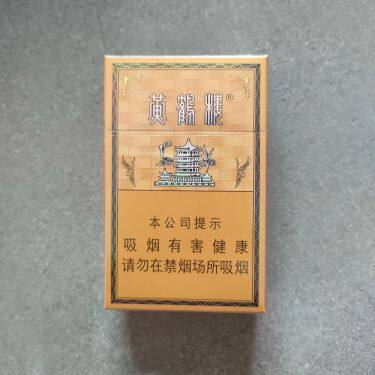 黄鹤楼®
本公司提示
吸烟有害健康
请勿在禁烟场所吸烟